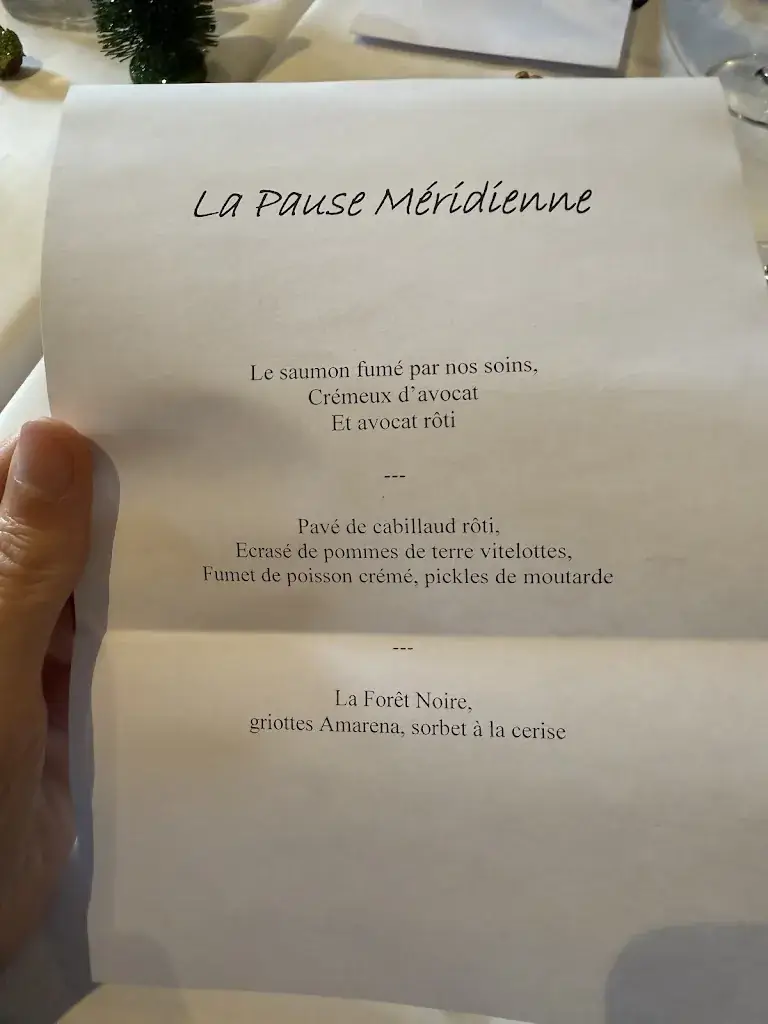 La Pause Méridienne
Le saumon fumé par nos soins,
Crémeux d'avocat
Et avocat rôti
---
Pavé de cabillaud rôti,
Ecrasé de pommes de terre vitelottes,
Fumet de poisson crémé, pickles de moutarde
---
La Forêt Noire,
griottes Amarena, sorbet à la cerise